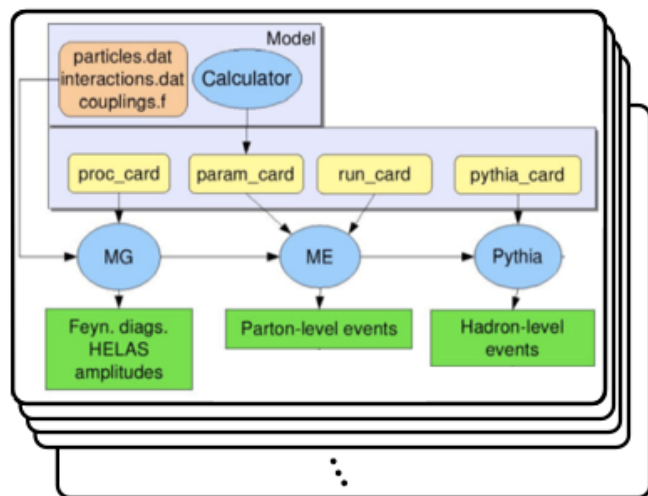 Model
particles.dat
interactions.dat
couplings.f
Calculator
proc_card
param_card
run_card
pythia_card
MG
ME
Pythia
Feyn. diags.
HELAS
amplitudes
Parton-level events
Hadron-level
events